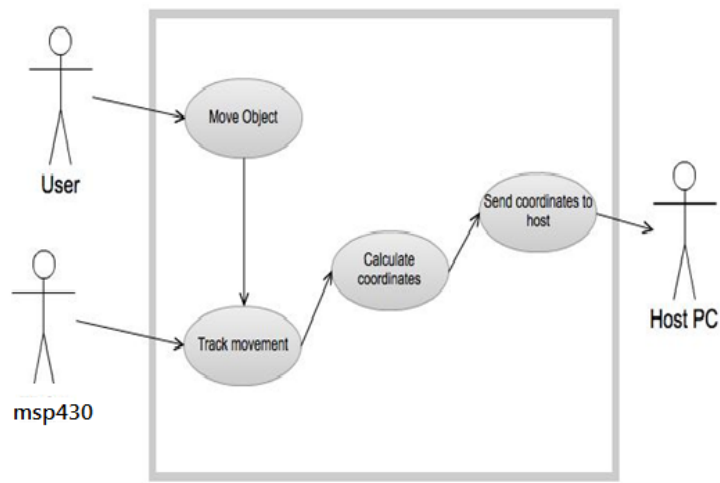 Move Object
User
Send coordinates to
host
Calculate
coordinates
Host PC
Track movement
msp430